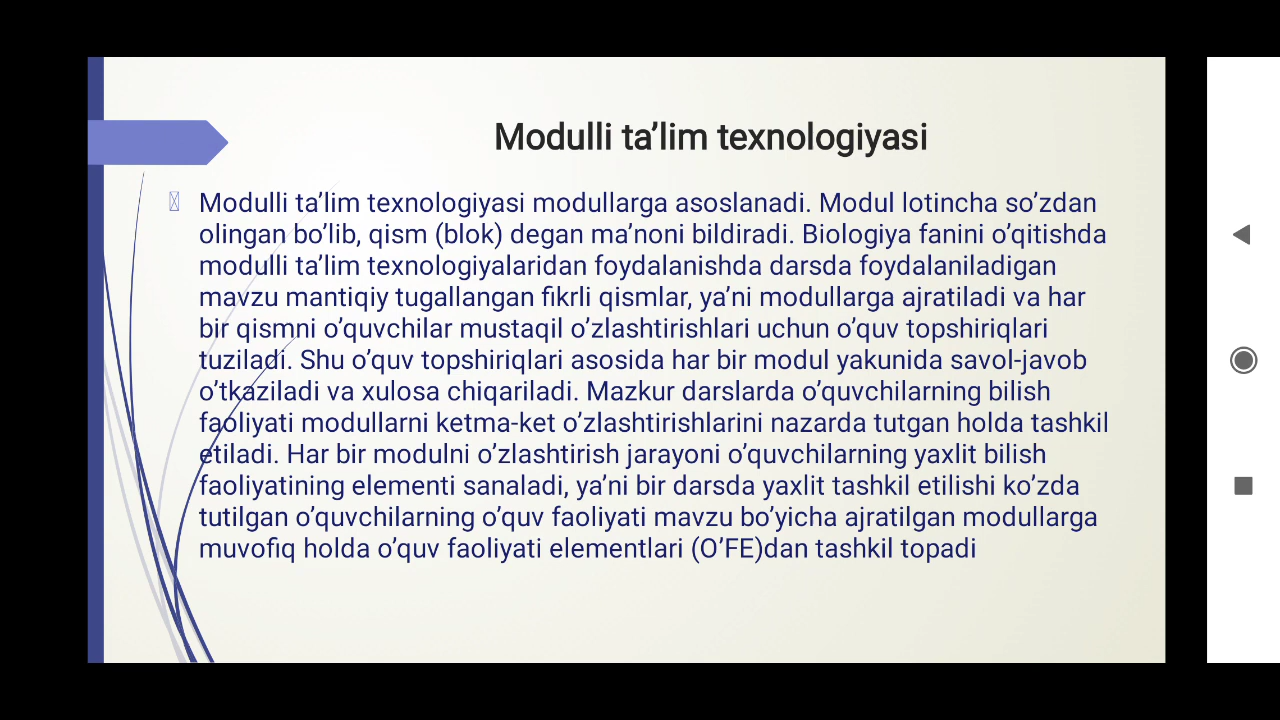 Modulli ta’lim texnologiyasi
Modulli ta’lim texnologiyasi modullarga asoslanadi. Modul lotincha so’zdan
olingan bo’lib, qism (blok) degan ma’noni bildiradi. Biologiya fanini o’qitishda
modulli ta’lim texnologiyalaridan foydalanishda darsda foydalaniladigan
mavzu mantiqiy tugallangan fikrli qismlar, ya’ni modullarga ajratiladi va har
bir qismni o’quvchilar mustaqil o’zlashtirishlari uchun o’quv topshiriqlari
tuziladi. Shu o’quv topshiriqlari asosida har bir modul yakunida savol-javob
o’tkaziladi va xulosa chiqariladi. Mazkur darslarda o’quvchilarning bilish
faoliyati modullarni ketma-ket o’zlashtirishlarini nazarda tutgan holda tashkil
etiladi. Har bir modulni o’zlashtirish jarayoni o’quvchilarning yaxlit bilish
faoliyatining elementi sanaladi, ya’ni bir darsda yaxlit tashkil etilishi ko’zda
tutilgan o’quvchilarning o’quv faoliyati mavzu bo’yicha ajratilgan modullarga
muvofiq holda o’quv faoliyati elementlari (O’FE)dan tashkil topadi